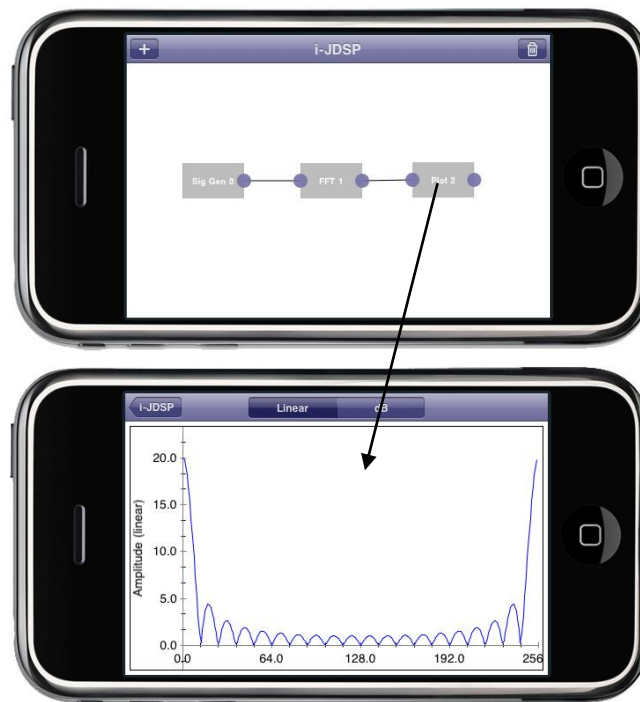 + i-JDSP
Sig Gen 0 FFT 1 Plot 2
i-JDSP Linear dB
Amplitude (linear)
20.0
15.0
10.0
5.0
0.0
0.0 64.0 128.0 192.0 256